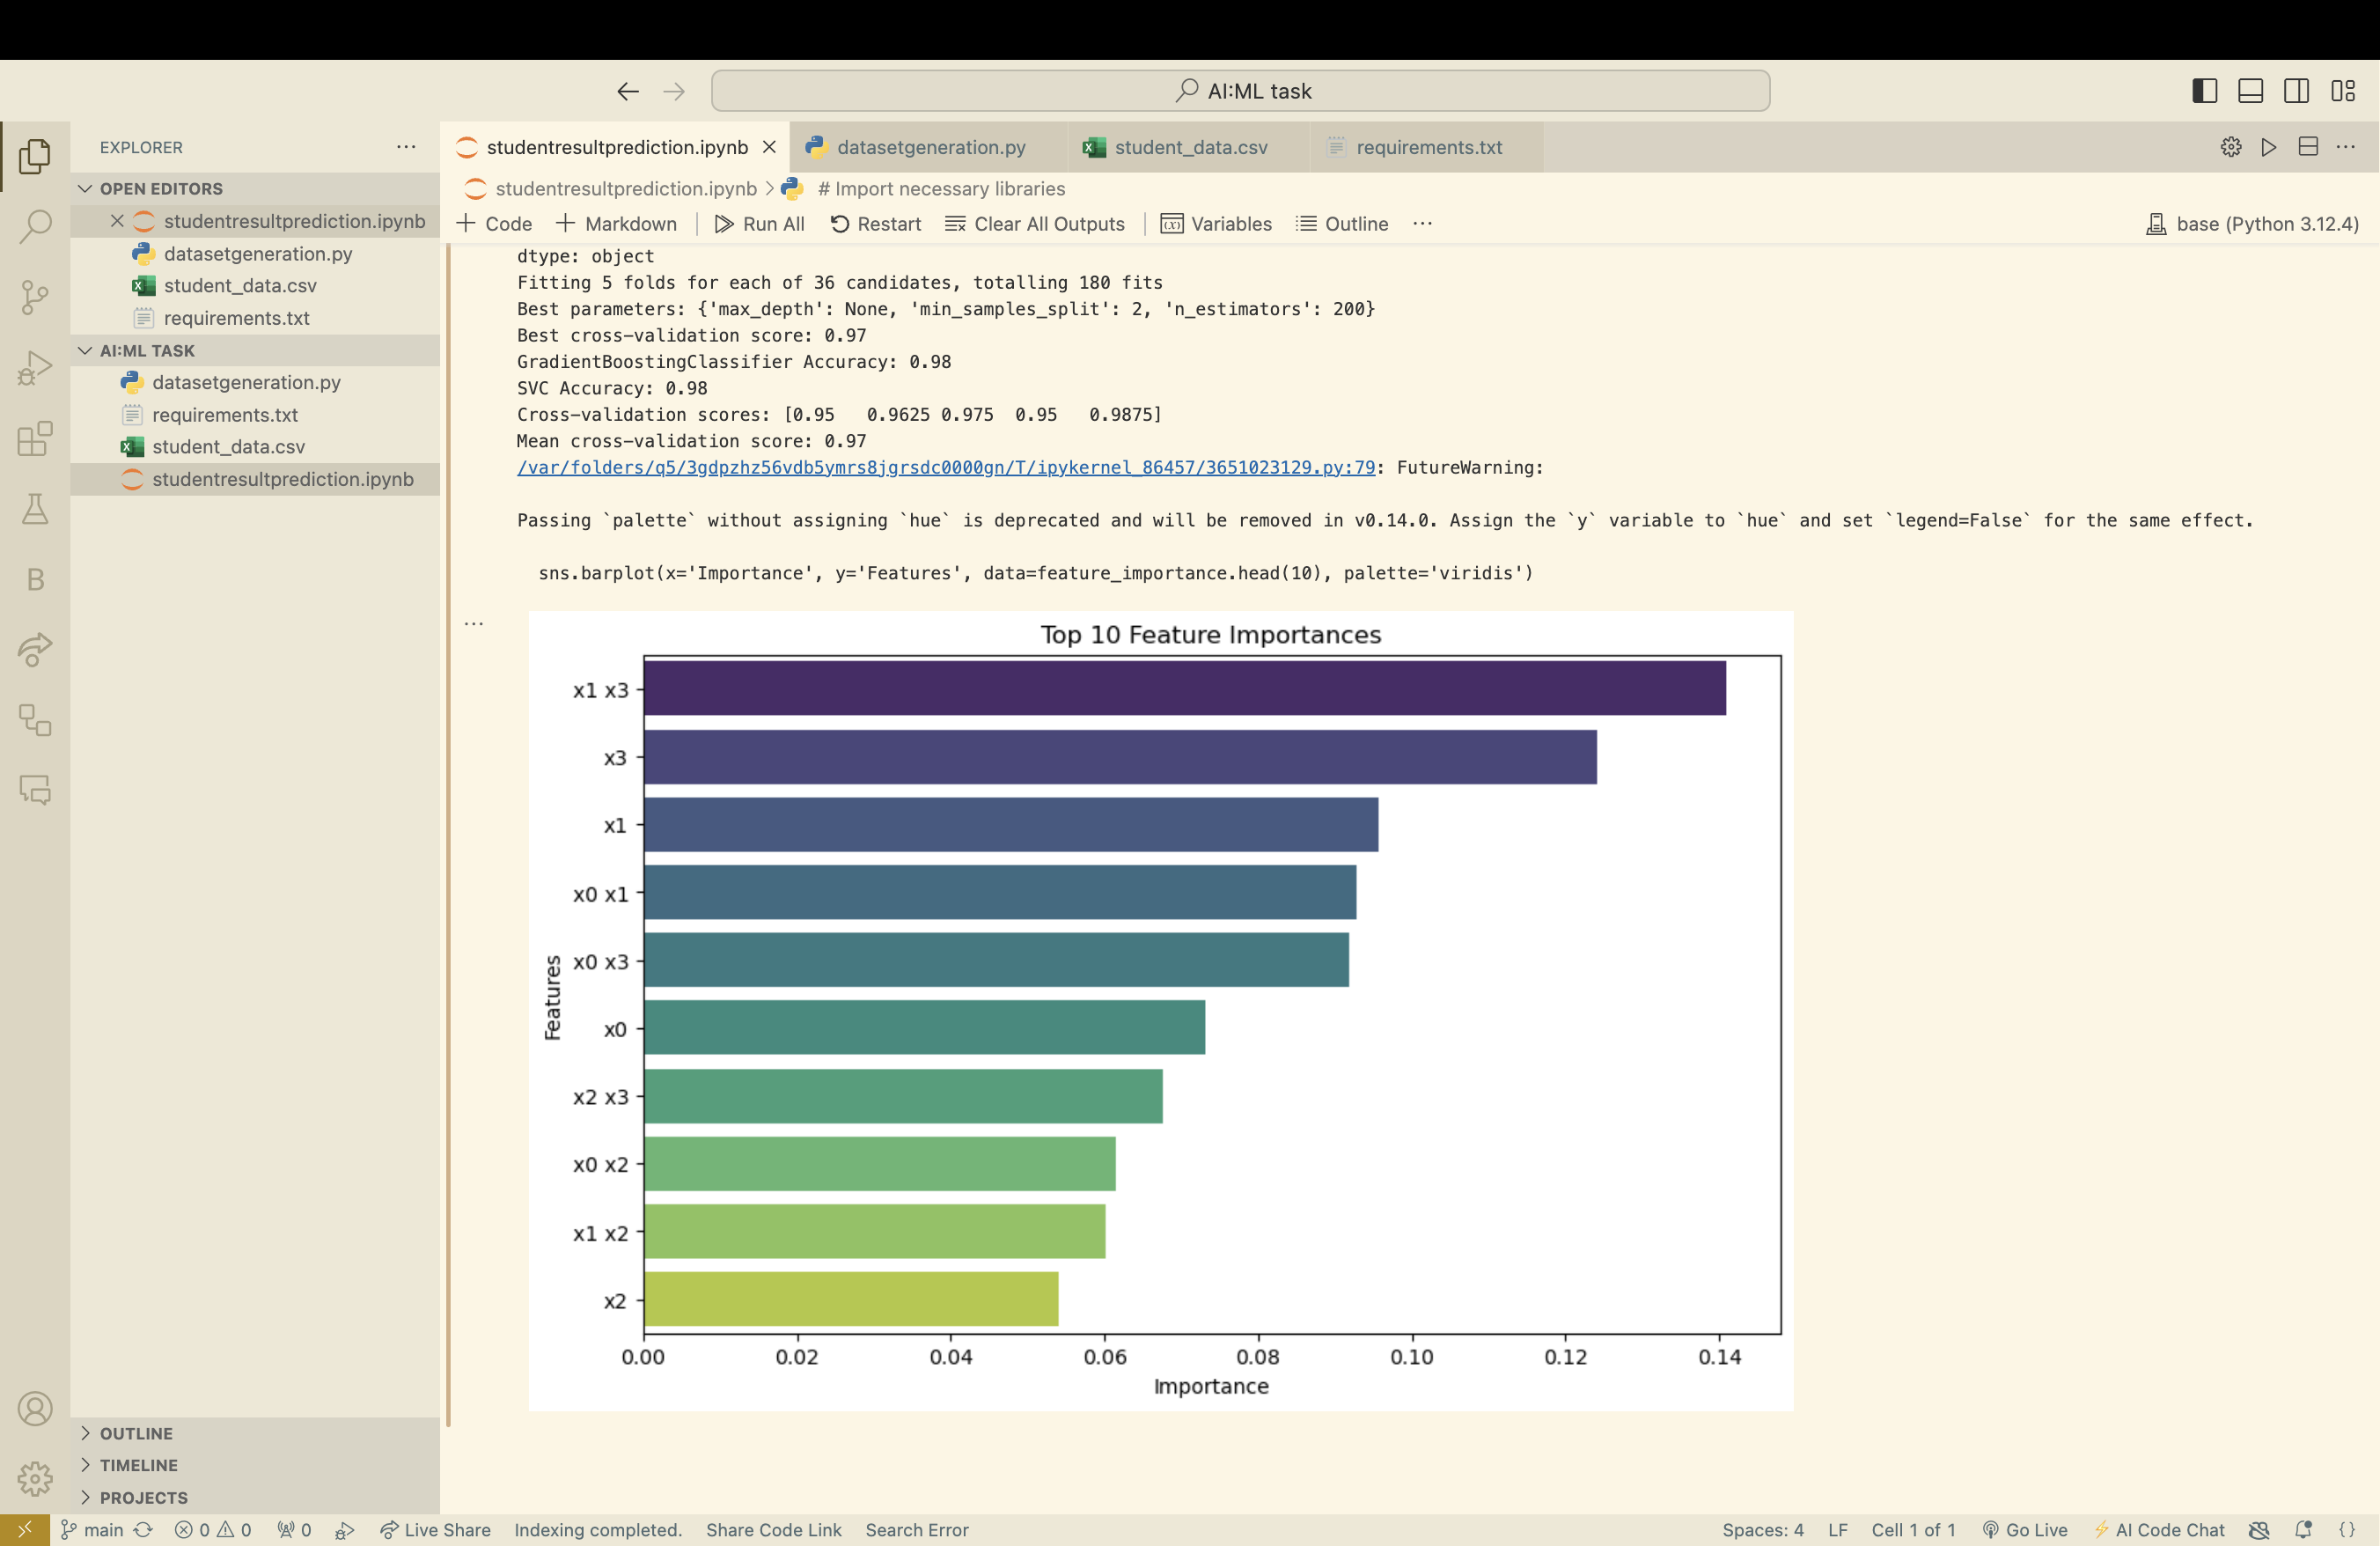 AI:ML task
EXPLORER
OPEN EDITORS
studentresultprediction.ipynb
datasetgeneration.py
student_data.csv
requirements.txt
AI:ML TASK
datasetgeneration.py
requirements.txt
student_data.csv
studentresultprediction.ipynb
OUTLINE
TIMELINE
PROJECTS
studentresultprediction.ipynb datasetgeneration.py student_data.csv requirements.txt
studentresultprediction.ipynb > # Import necessary libraries
+ Code + Markdown | Run All Restart Clear All Outputs | Variables Outline ... base (Python 3.12.4)
dtype: object
Fitting 5 folds for each of 36 candidates, totalling 180 fits
Best parameters: {'max_depth': None, 'min_samples_split': 2, 'n_estimators': 200}
Best cross-validation score: 0.97
GradientBoostingClassifier Accuracy: 0.98
SVC Accuracy: 0.98
Cross-validation scores: [0.95   0.9625 0.975  0.95   0.9875]
Mean cross-validation score: 0.97
/var/folders/q5/3gdpzhz56vdb5ymrs8jgrsdc0000gn/T/ipykernel_86457/3651023129.py:79: FutureWarning:
Passing `palette` without assigning `hue` is deprecated and will be removed in v0.14.0. Assign the `y` variable to `hue` and set `legend=False` for the same effect.
sns.barplot(x='Importance', y='Features', data=feature_importance.head(10), palette='viridis')
Top 10 Feature Importances
Features
x1 x3
x3
x1
x0 x1
x0 x3
x0
x2 x3
x0 x2
x1 x2
x2
0.00 0.02 0.04 0.06 0.08 0.10 0.12 0.14
Importance
B
main 0 0 0 Live Share Indexing completed. Share Code Link Search Error Spaces: 4 LF Cell 1 of 1 Go Live AI Code Chat {}